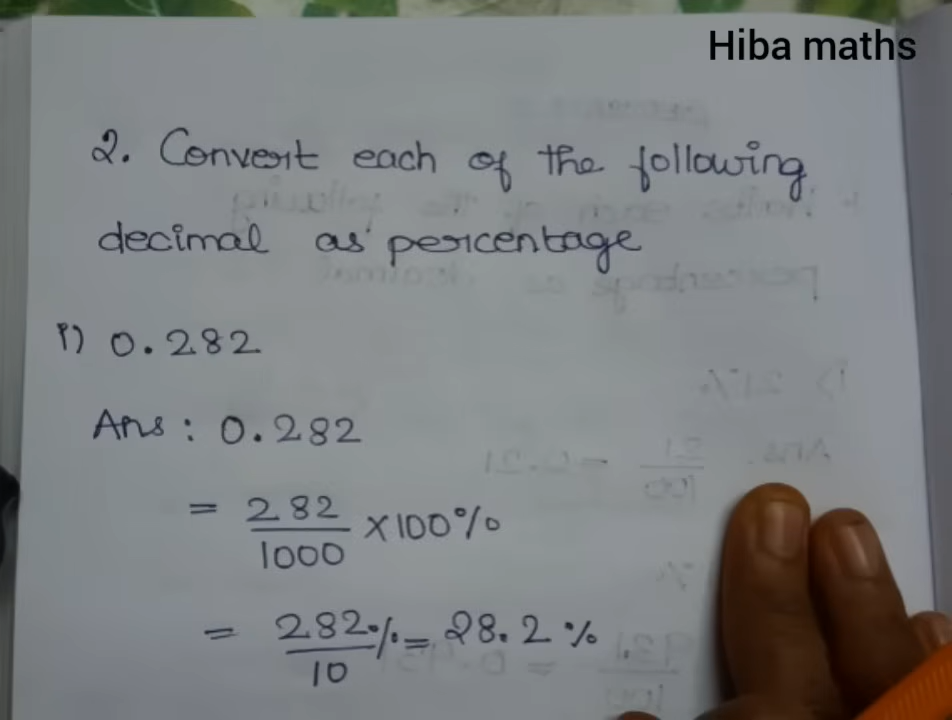 Hiba maths
2. Convert each of the following
decimal as percentage
i) 0.282
Ans: 0.282
= 282/1000 ×100%
= 282/10 % = 28.2%